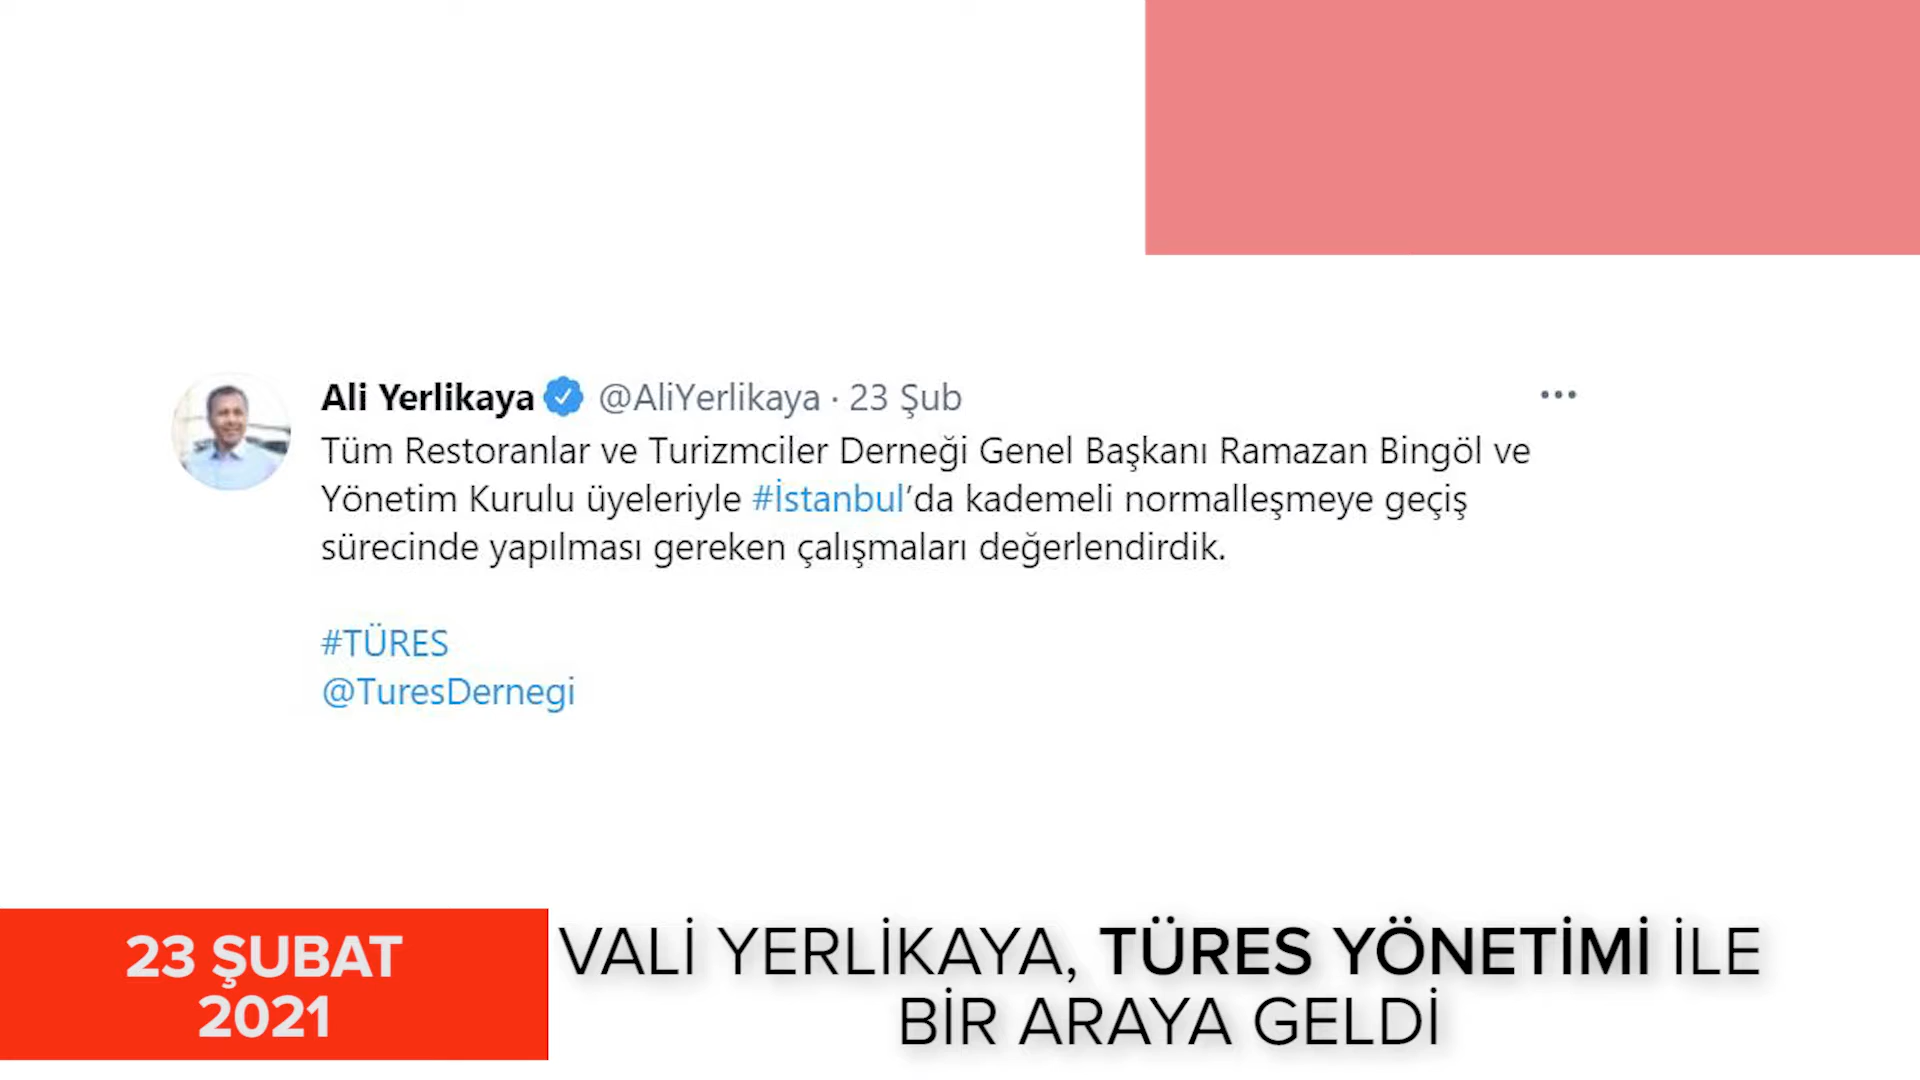 Ali Yerlikaya @AliYerlikaya · 23 Şub
Tüm Restoranlar ve Turizmciler Derneği Genel Başkanı Ramazan Bingöl ve
Yönetim Kurulu üyeleriyle #İstanbul’da kademeli normalleşmeye geçiş
sürecinde yapılması gereken çalışmaları değerlendirdik.
#TÜRES
@TuresDernegi
23 ŞUBAT
2021
VALİ YERLİKAYA, TÜRES YÖNETİMİ İLE
BİR ARAYA GELDİ